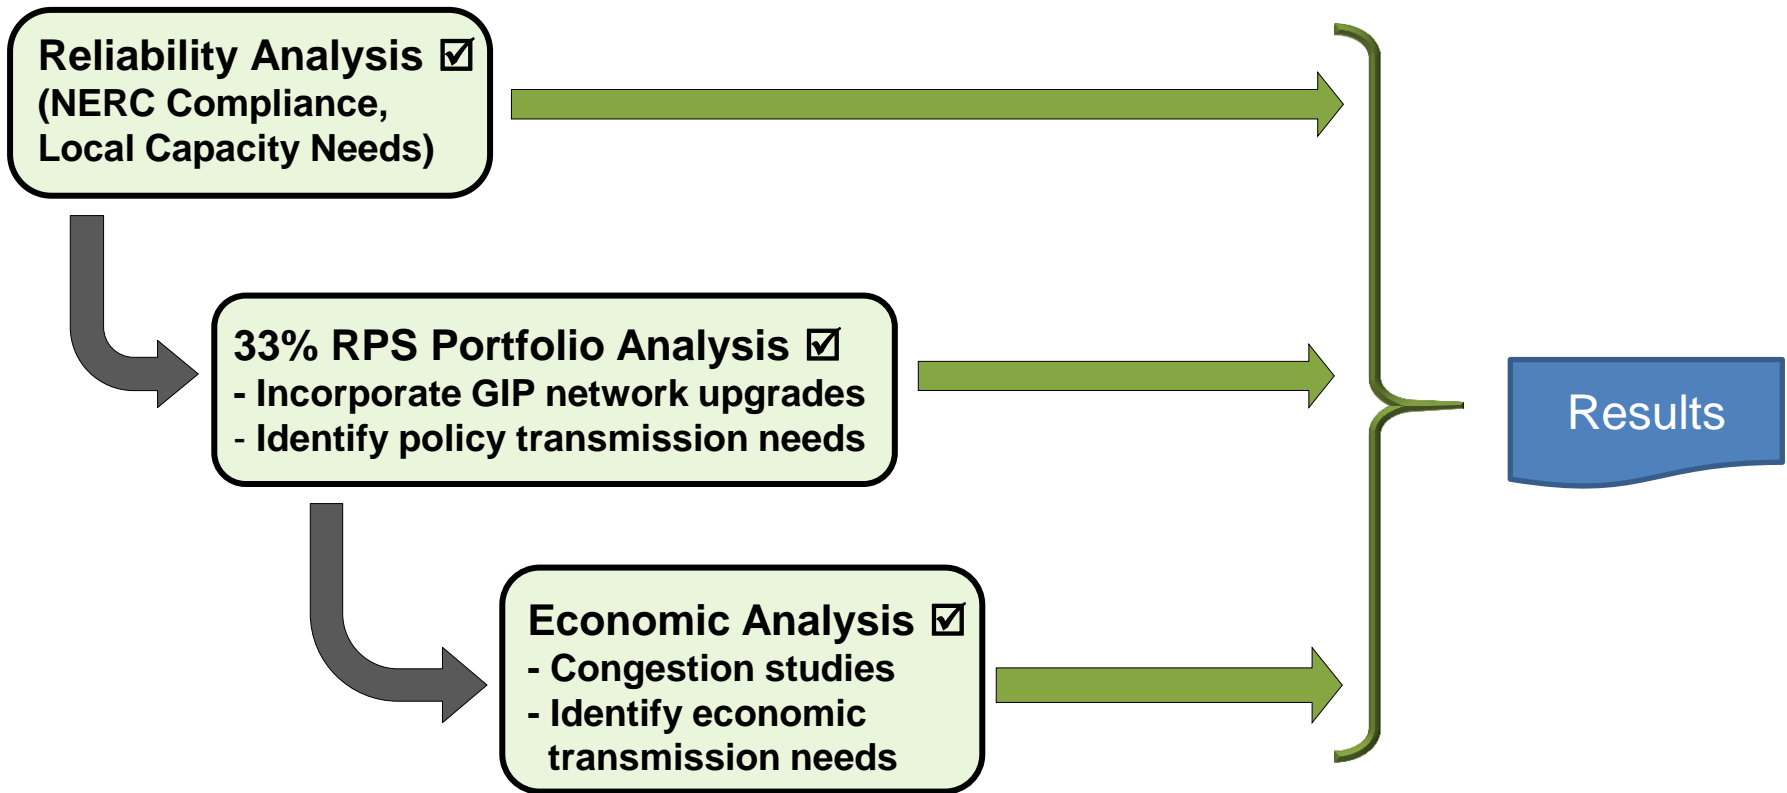 Reliability Analysis ☑
(NERC Compliance,
Local Capacity Needs)
33% RPS Portfolio Analysis ☑
- Incorporate GIP network upgrades
- Identify policy transmission needs
Economic Analysis ☑
- Congestion studies
- Identify economic
transmission needs
Results